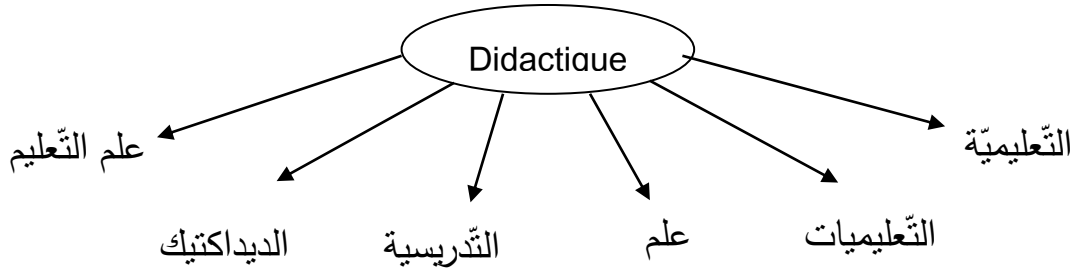 Didactique
التّعليميّة
علم التّعليم
التّعليميات
علم
التّدريسية
الديداكتيك